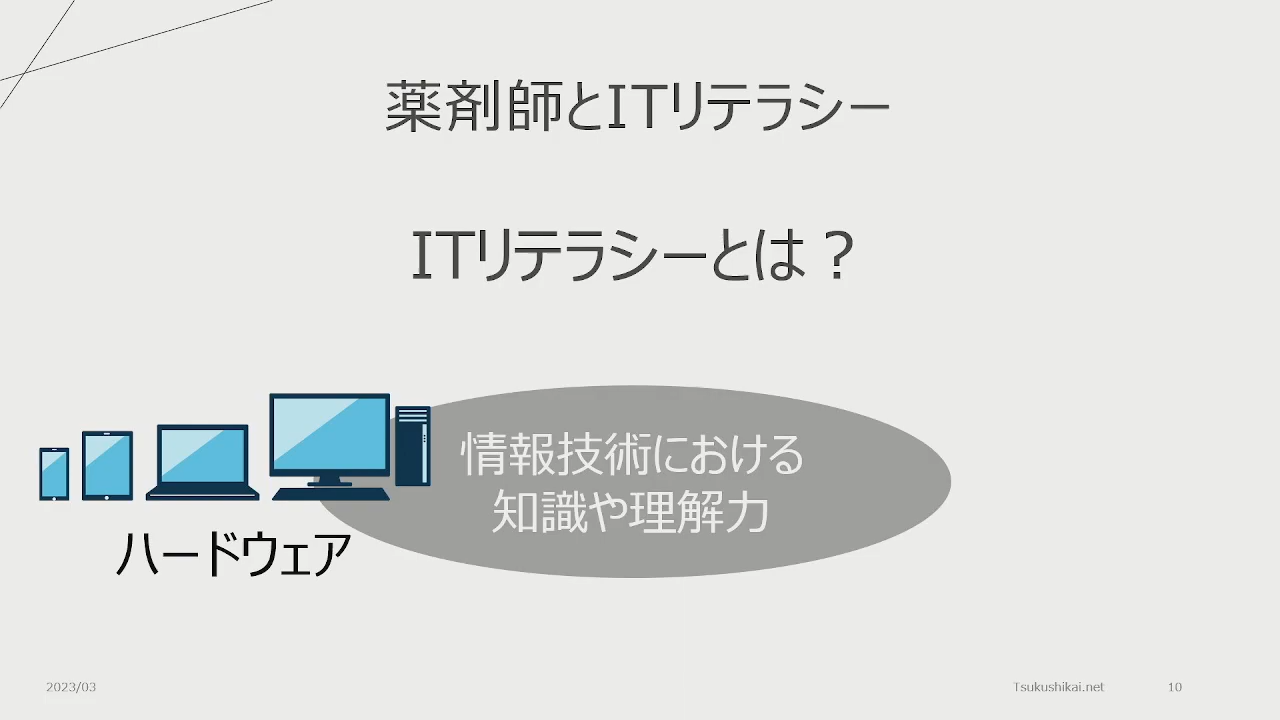 薬剤師とITリテラシー
ITリテラシーとは？
情報技術における
知識や理解力
ハードウェア
2023/03
Tsukushikai.net
10